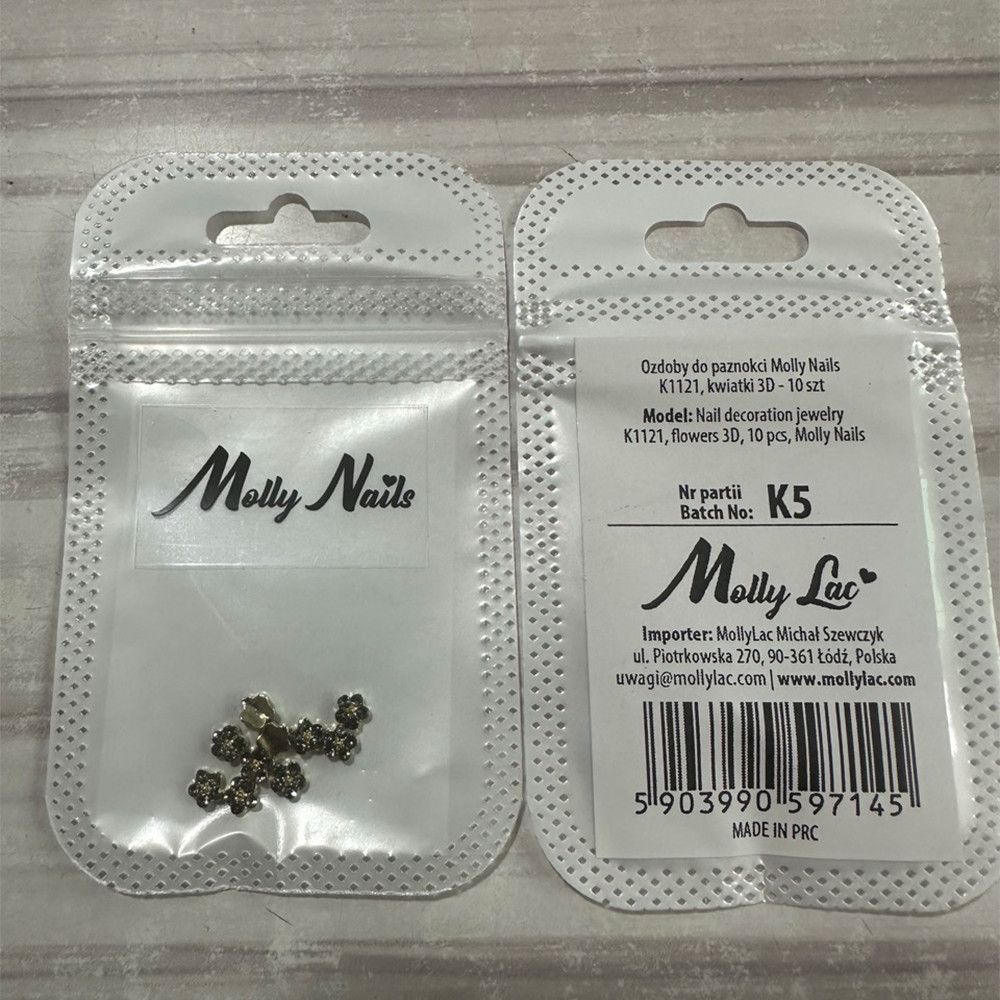 Molly Nails
Ozdoby do paznokci Molly Nails
K1121, kwiatki 3D - 10 szt
Model: Nail decoration jewelry
K1121, flowers 3D, 10 pcs, Molly Nails
Nr partii
Batch No: K5
Molly Lac
Importer: MollyLac Michał Szewczyk
ul. Piotrkowska 270, 90-361 Łódź, Polska
uwagi@mollylac.com | www.mollylac.com
5 903990 597145
MADE IN PRC